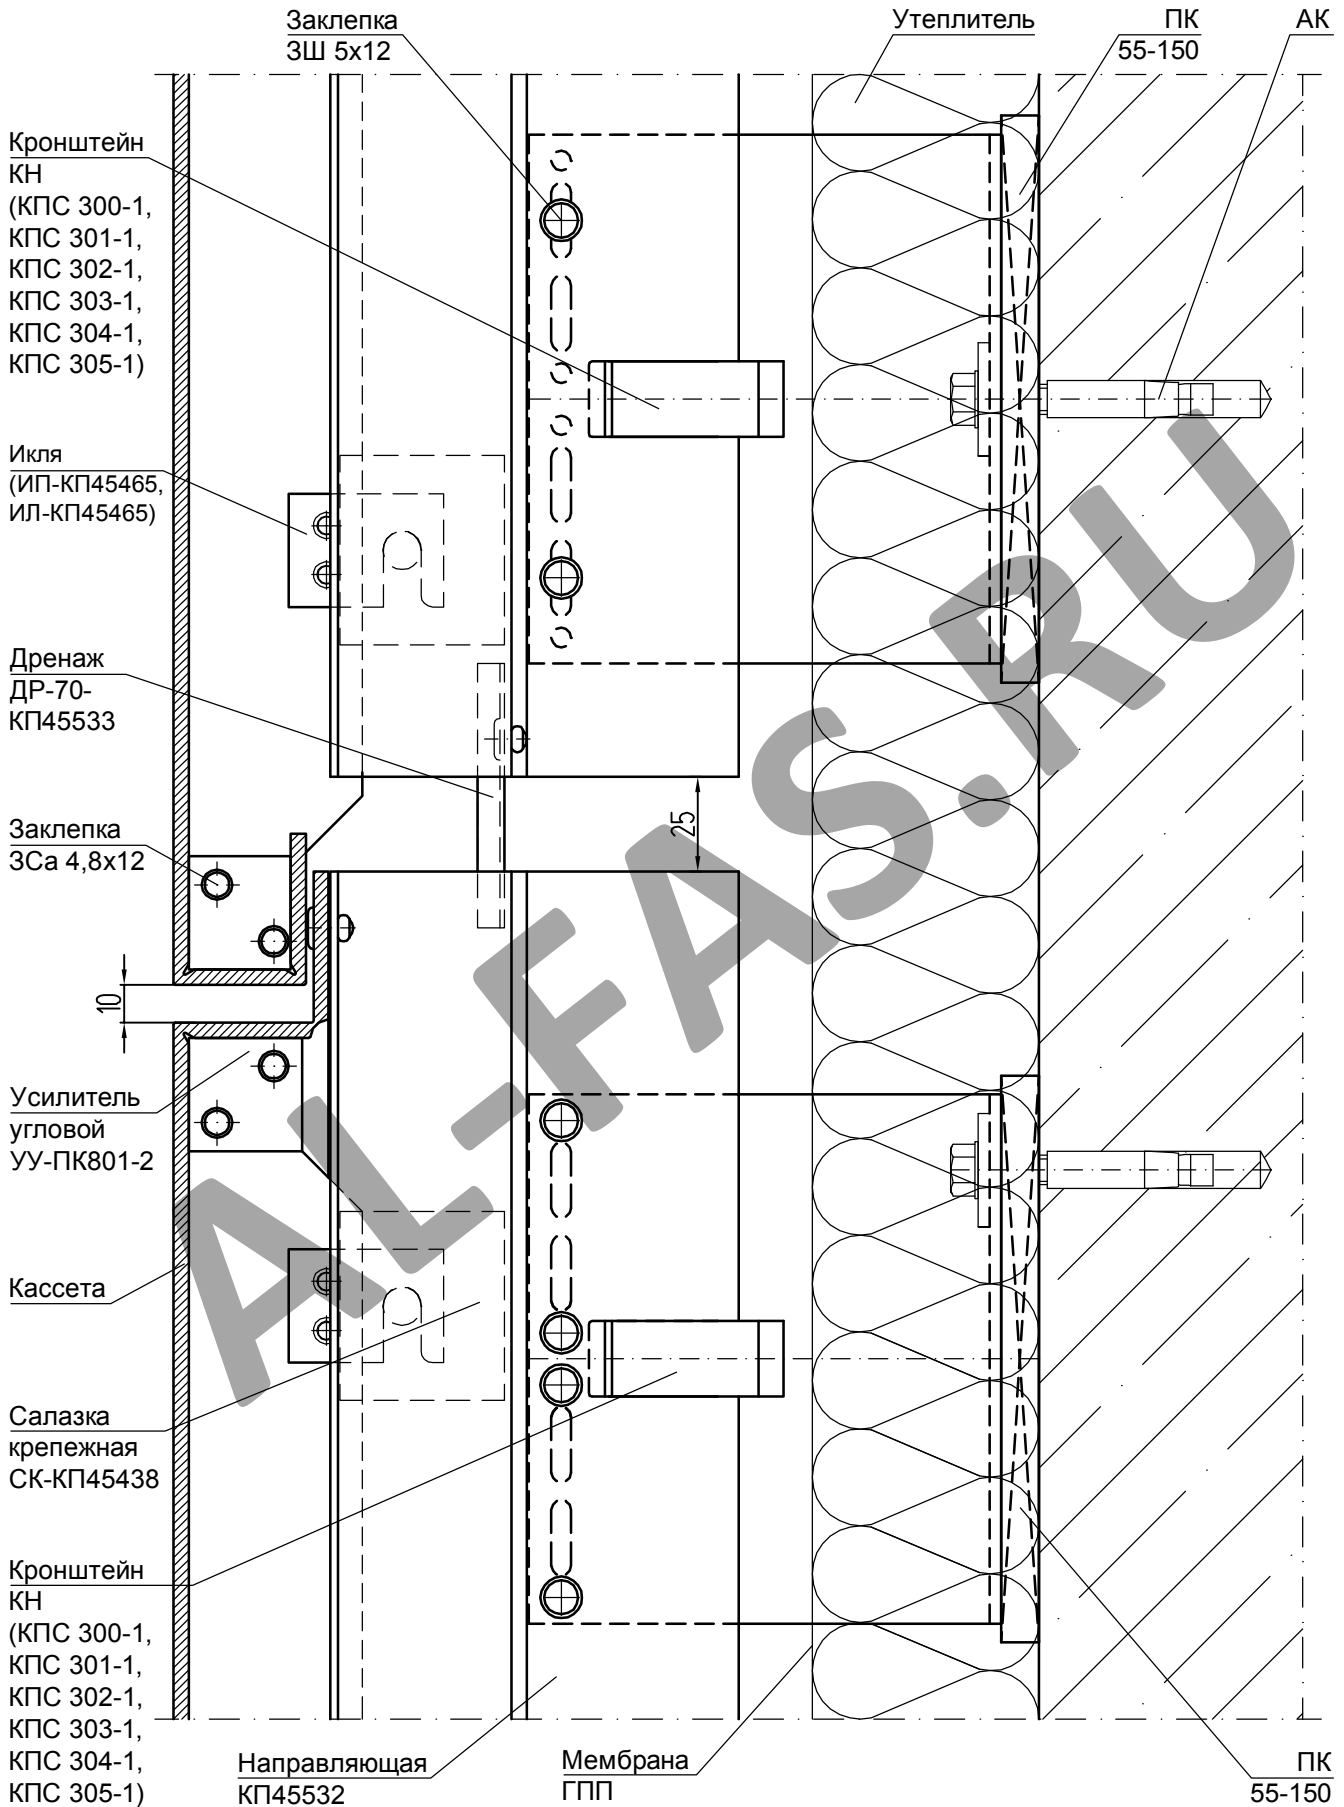 Заклепка
ЗШ 5х12
Утеплитель
ПК
55-150
АК
Кронштейн
КН
(КПС 300-1,
КПС 301-1,
КПС 302-1,
КПС 303-1,
КПС 304-1,
КПС 305-1)
Икля
(ИП-КП45465,
ИЛ-КП45465)
Дренаж
ДР-70-
КП45533
25
Заклепка
ЗСа 4,8х12
10
Усилитель
угловой
УУ-ПК801-2
Кассета
Салазка
крепежная
СК-КП45438
Кронштейн
КН
(КПС 300-1,
КПС 301-1,
КПС 302-1,
КПС 303-1,
КПС 304-1,
КПС 305-1)
Направляющая
КП45532
Мембрана
ГПП
ПК
55-150
AL-FAS.RU